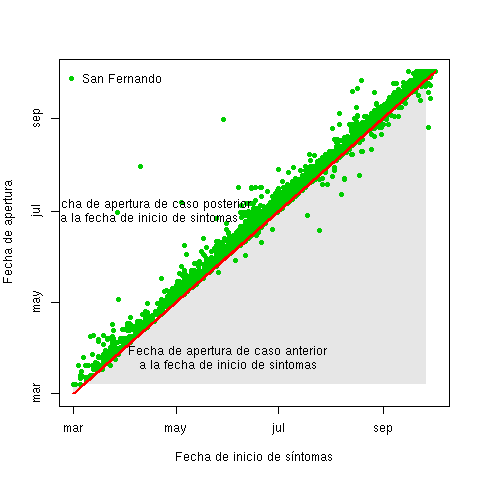 San Fernando
cha de apertura de caso posterior
a la fecha de inicio de sintomas
Fecha de apertura de caso anterior
a la fecha de inicio de sintomas
Fecha de apertura
sep
jul
may
mar
mar may jul sep
Fecha de inicio de síntomas